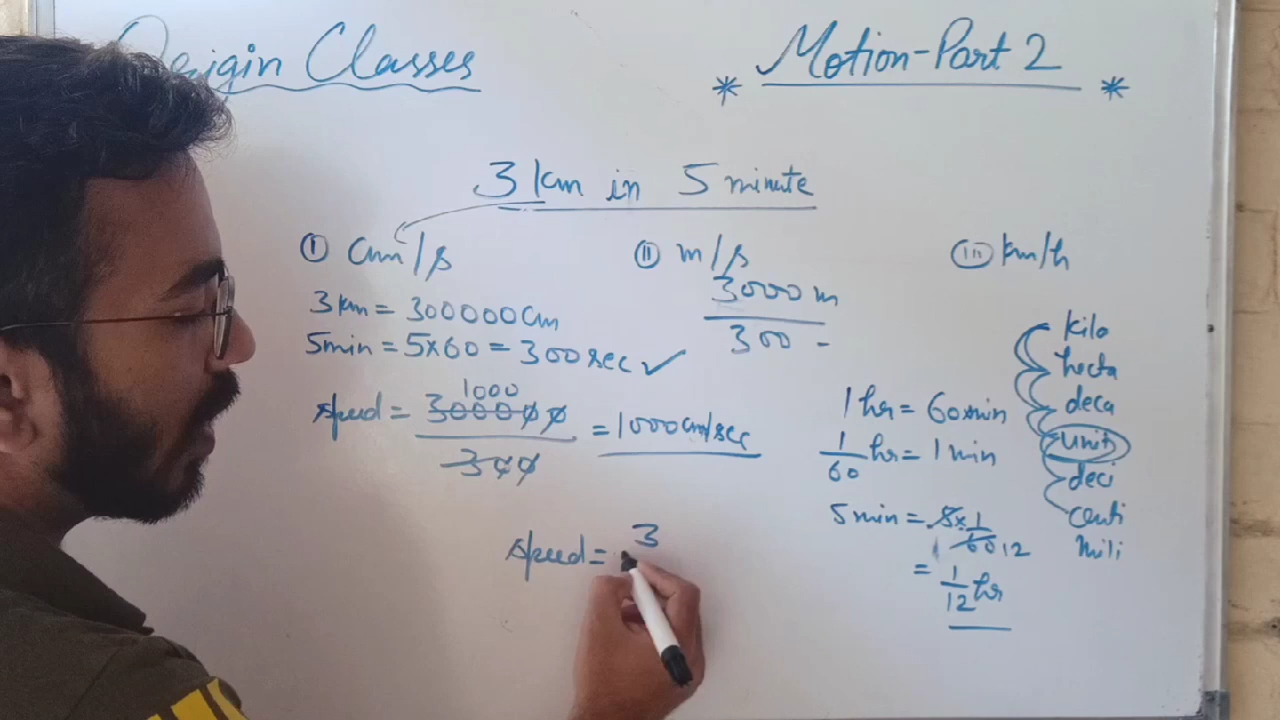 Origin Classes
* Motion-Part 2 *
3 km in 5 minute
(i) cm/s
3 km = 300000 cm
5 min = 5×60 = 300 sec ✓
1000
speed = 300000 / 300 = 1000 cm/sec
(ii) m/s
3000 m
300
(iii) km/h
kilo
hecta
deca
unit
deci
centi
mili
1 hr = 60 min
1/60 hr = 1 min
5 min = 5×1/60 12
= 1/12 hr
speed = 3